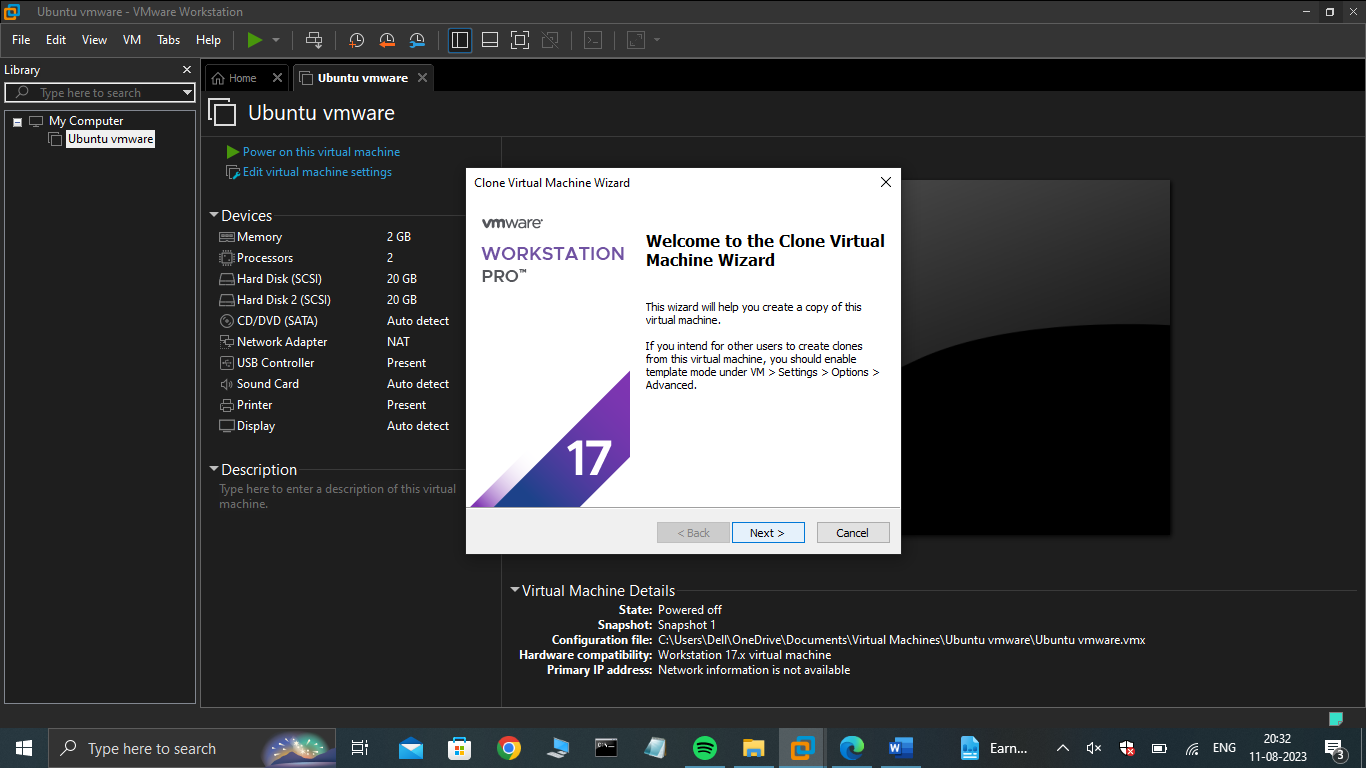 Ubuntu vmware - VMware Workstation
File Edit View VM Tabs Help
Library
Type here to search
My Computer
Ubuntu vmware
Home
Ubuntu vmware
Ubuntu vmware
Power on this virtual machine
Edit virtual machine settings
Devices
Memory 2 GB
Processors 2
Hard Disk (SCSI) 20 GB
Hard Disk 2 (SCSI) 20 GB
CD/DVD (SATA) Auto detect
Network Adapter NAT
USB Controller Present
Sound Card Auto detect
Printer Present
Display Auto detect
Description
Type here to enter a description of this virtual
machine.
Clone Virtual Machine Wizard
vmware®
WORKSTATION
PRO™
17
Welcome to the Clone Virtual
Machine Wizard
This wizard will help you create a copy of this
virtual machine.
If you intend for other users to create clones
from this virtual machine, you should enable
template mode under VM > Settings > Options >
Advanced.
< Back Next > Cancel
Virtual Machine Details
State: Powered off
Snapshot: Snapshot 1
Configuration file: C:\Users\Dell\OneDrive\Documents\Virtual Machines\Ubuntu vmware\Ubuntu vmware.vmx
Hardware compatibility: Workstation 17.x virtual machine
Primary IP address: Network information is not available
Type here to search
Earn...
ENG
20:32
11-08-2023
3